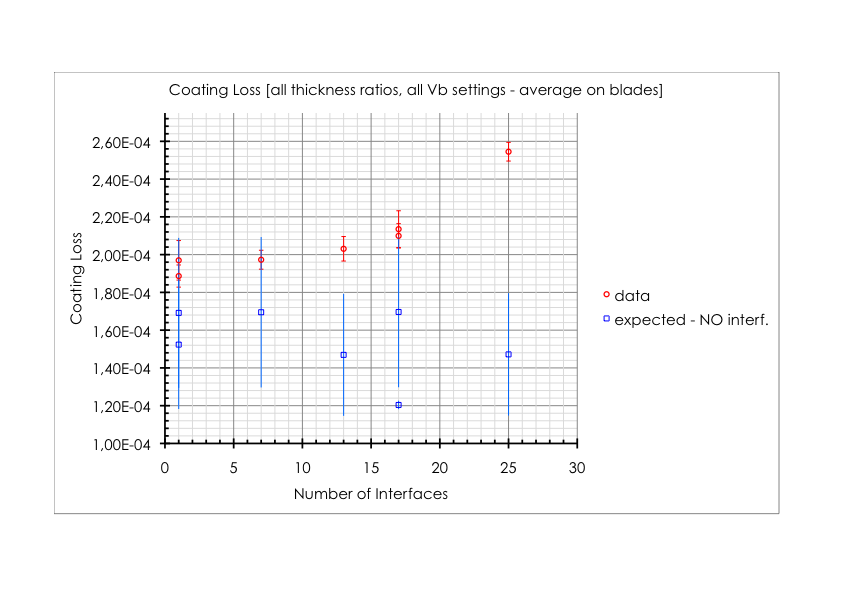 Coating Loss [all thickness ratios, all Vb settings - average on blades]
2,60E-04
2,40E-04
2,20E-04
2,00E-04
1,80E-04
1,60E-04
1,40E-04
1,20E-04
1,00E-04
Coating Loss
0 5 10 15 20 25 30
Number of Interfaces
data
expected - NO interf.